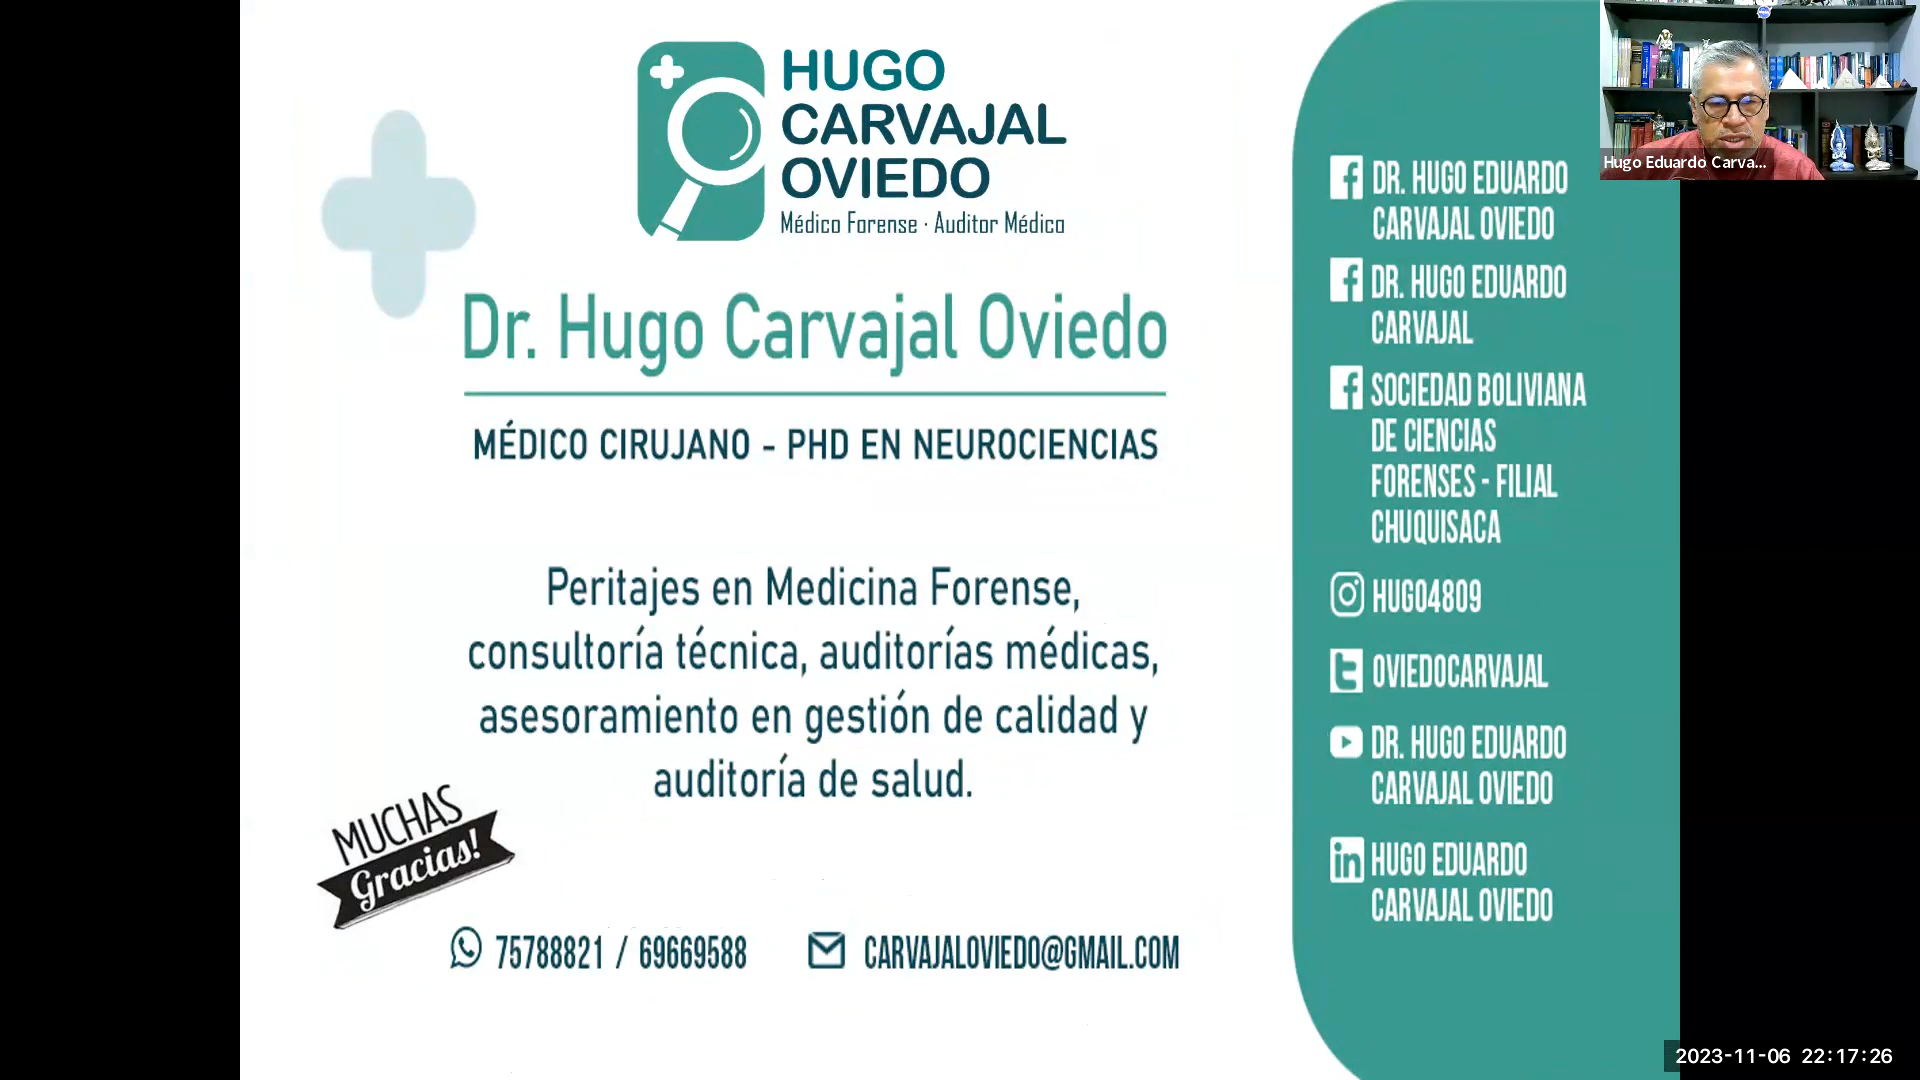 HUGO
CARVAJAL
OVIEDO
Médico Forense · Auditor Médico
Dr. Hugo Carvajal Oviedo
MÉDICO CIRUJANO - PHD EN NEUROCIENCIAS
Peritajes en Medicina Forense,
consultoría técnica, auditorías médicas,
asesoramiento en gestión de calidad y
auditoría de salud.
MUCHAS
Gracias!
75788821 / 69669588
CARVAJALOVIEDO@GMAIL.COM
DR. HUGO EDUARDO
CARVAJAL OVIEDO
DR. HUGO EDUARDO
CARVAJAL
SOCIEDAD BOLIVIANA
DE CIENCIAS
FORENSES - FILIAL
CHUQUISACA
HUGO4809
OVIEDOCARVAJAL
DR. HUGO EDUARDO
CARVAJAL OVIEDO
HUGO EDUARDO
CARVAJAL OVIEDO
Hugo Eduardo Carva...
2023-11-06 22:17:26